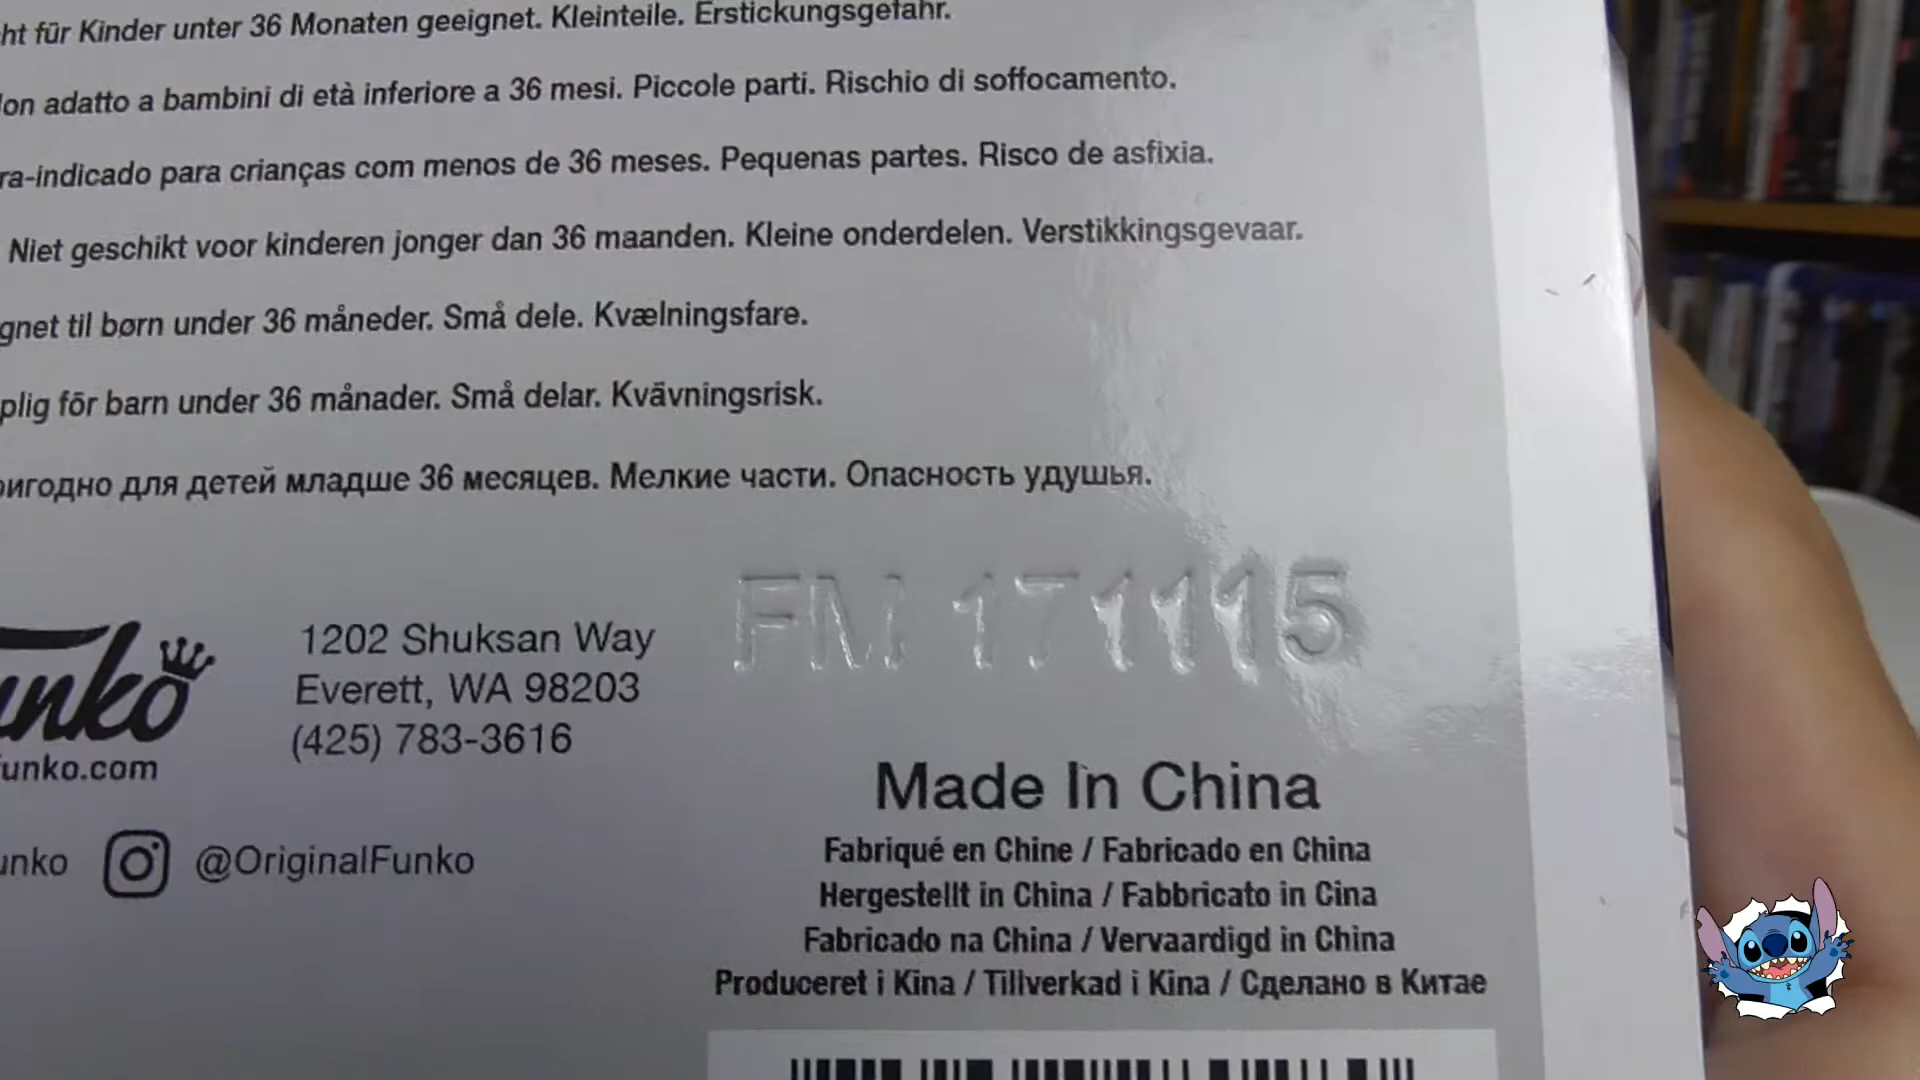 ht für Kinder unter 36 Monaten geeignet. Kleinteile. Erstickungsgefahr.
on adatto a bambini di età inferiore a 36 mesi. Piccole parti. Rischio di soffocamento.
ra-indicado para crianças com menos de 36 meses. Pequenas partes. Risco de asfixia.
Niet geschikt voor kinderen jonger dan 36 maanden. Kleine onderdelen. Verstikkingsgevaar.
gnet til børn under 36 måneder. Små dele. Kvælningsfare.
plig för barn under 36 månader. Små delar. Kvävningsrisk.
ригодно для детей младше 36 месяцев. Мелкие части. Опасность удушья.
FM 171115
unko
1202 Shuksan Way
Everett, WA 98203
(425) 783-3616
unko.com
unko @OriginalFunko
Made In China
Fabriqué en Chine / Fabricado en China
Hergestellt in China / Fabbricato in Cina
Fabricado na China / Vervaardigd in China
Produceret i Kina / Tillverkad i Kina / Сделано в Китае